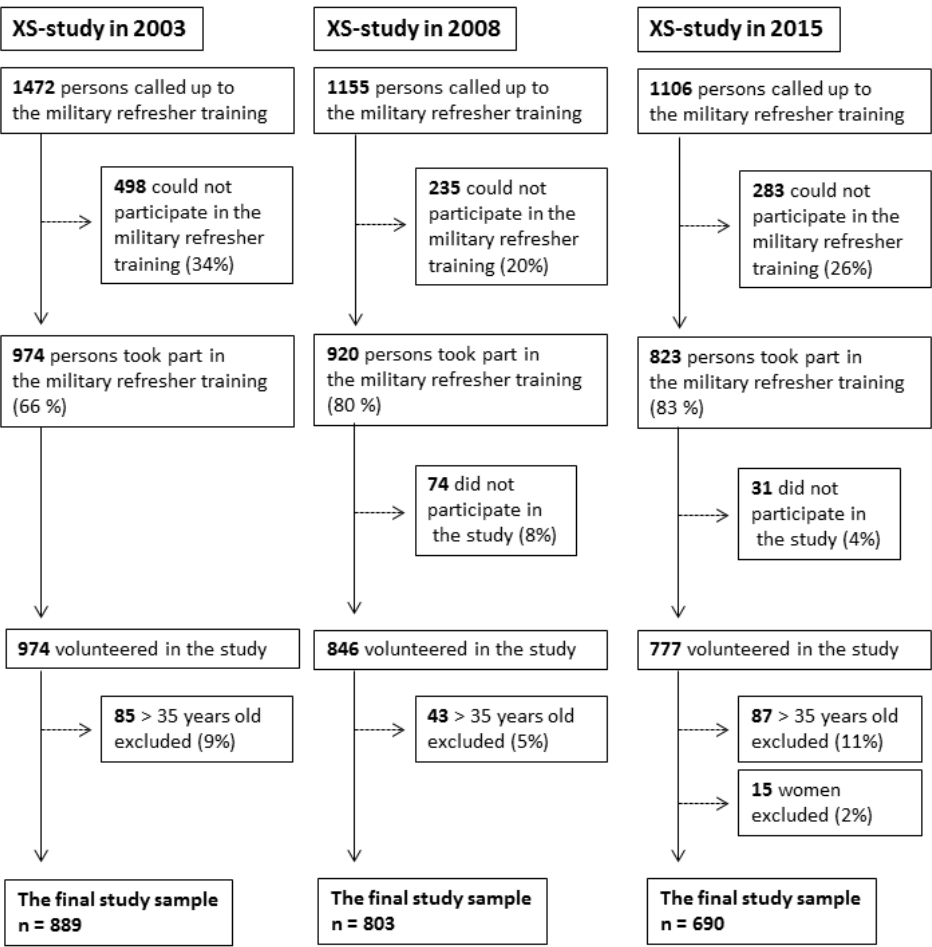 XS-study in 2003
1472 persons called up to
the military refresher training
498 could not
participate in the
military refresher
training (34%)
974 persons took part in
the military refresher training
(66 %)
974 volunteered in the study
85 > 35 years old
excluded (9%)
The final study sample
n = 889
XS-study in 2008
1155 persons called up to
the military refresher training
235 could not
participate in the
military refresher
training (20%)
920 persons took part in
the military refresher training
(80 %)
74 did not
participate in
the study (8%)
846 volunteered in the study
43 > 35 years old
excluded (5%)
The final study sample
n = 803
XS-study in 2015
1106 persons called up to
the military refresher training
283 could not
participate in the
military refresher
training (26%)
823 persons took part in
the military refresher training
(83 %)
31 did not
participate in
the study (4%)
777 volunteered in the study
87 > 35 years old
excluded (11%)
15 women
excluded (2%)
The final study sample
n = 690